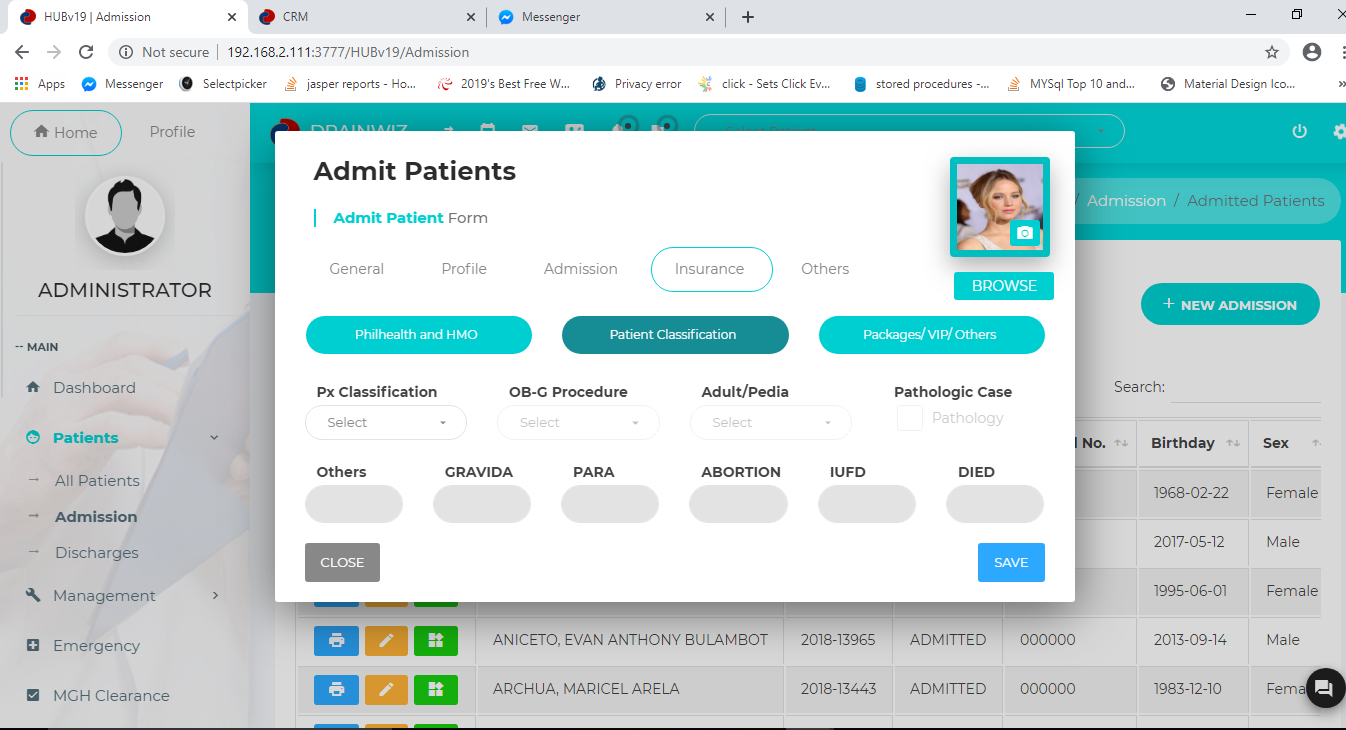 HUBv19 | Admission
CRM
Messenger
Not secure
192.168.2.111:3777/HUBv19/Admission
Apps
Messenger
Selectpicker
jasper reports - Ho...
2019's Best Free W...
Privacy error
click - Sets Click Ev...
stored procedures -...
MYSql Top 10 and...
Material Design Ico...
Home
Profile
ADMINISTRATOR
-- MAIN
Dashboard
Patients
All Patients
Admission
Discharges
Management
Emergency
MGH Clearance
Admit Patients
Admit Patient Form
General
Profile
Admission
Insurance
Others
BROWSE
Philhealth and HMO
Patient Classification
Packages/ VIP/ Others
Px Classification
OB-G Procedure
Adult/Pedia
Pathologic Case
Select
Select
Select
Pathology
Others
GRAVIDA
PARA
ABORTION
IUFD
DIED
CLOSE
SAVE
/ Admission / Admitted Patients
+ NEW ADMISSION
Search:
No.
Birthday
Sex
1968-02-22 Female
2017-05-12 Male
1995-06-01 Female
ANICETO, EVAN ANTHONY BULAMBOT 2018-13965 ADMITTED 000000 2013-09-14 Male
ARCHUA, MARICEL ARELA 2018-13443 ADMITTED 000000 1983-12-10 Fema